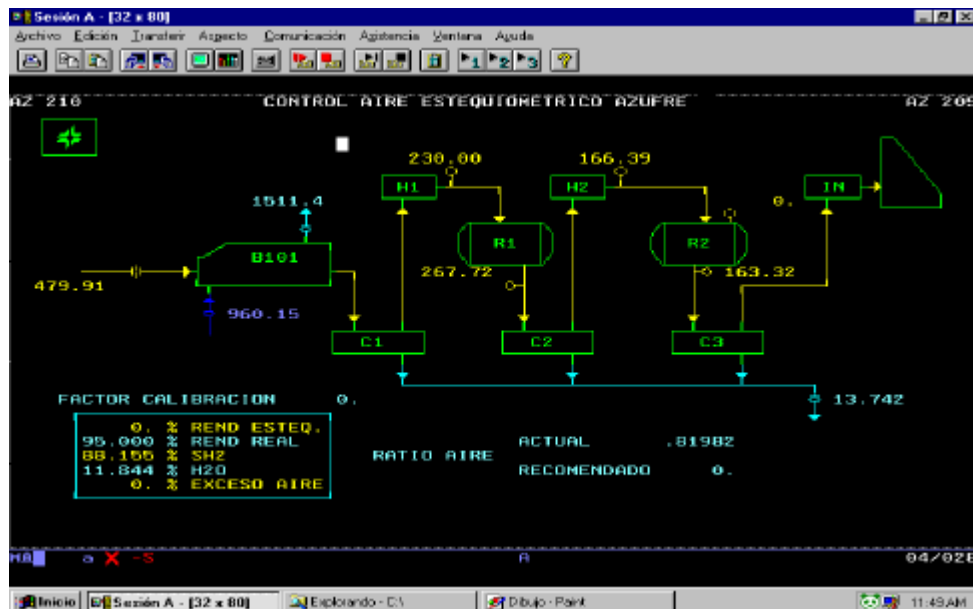 Sesión A - [32 x 80]
Archivo Edición Transferir Aspecto Comunicación Asistencia Ventana Ayuda
1 2 3 ?
AZ 210 CONTROL AIRE ESTEQUIOMETRICO AZUFRE AZ 209
230.00 166.39
H1 H2 IN
1511.4 0.
B101 R1 R2
479.91 267.72 163.32
960.15
C1 C2 C3
FACTOR CALIBRACION 0. 13.742
0. % REND ESTEQ.
95.000 % REND REAL ACTUAL .81982
88.155 % SH2 RATIO AIRE
11.844 % H2O RECOMENDADO 0.
0. % EXCESO AIRE
MA a X -S A 04/028
Inicio Sesión A - [32 x 80] Explorando - C:\ Dibujo - Paint 11:49 AM